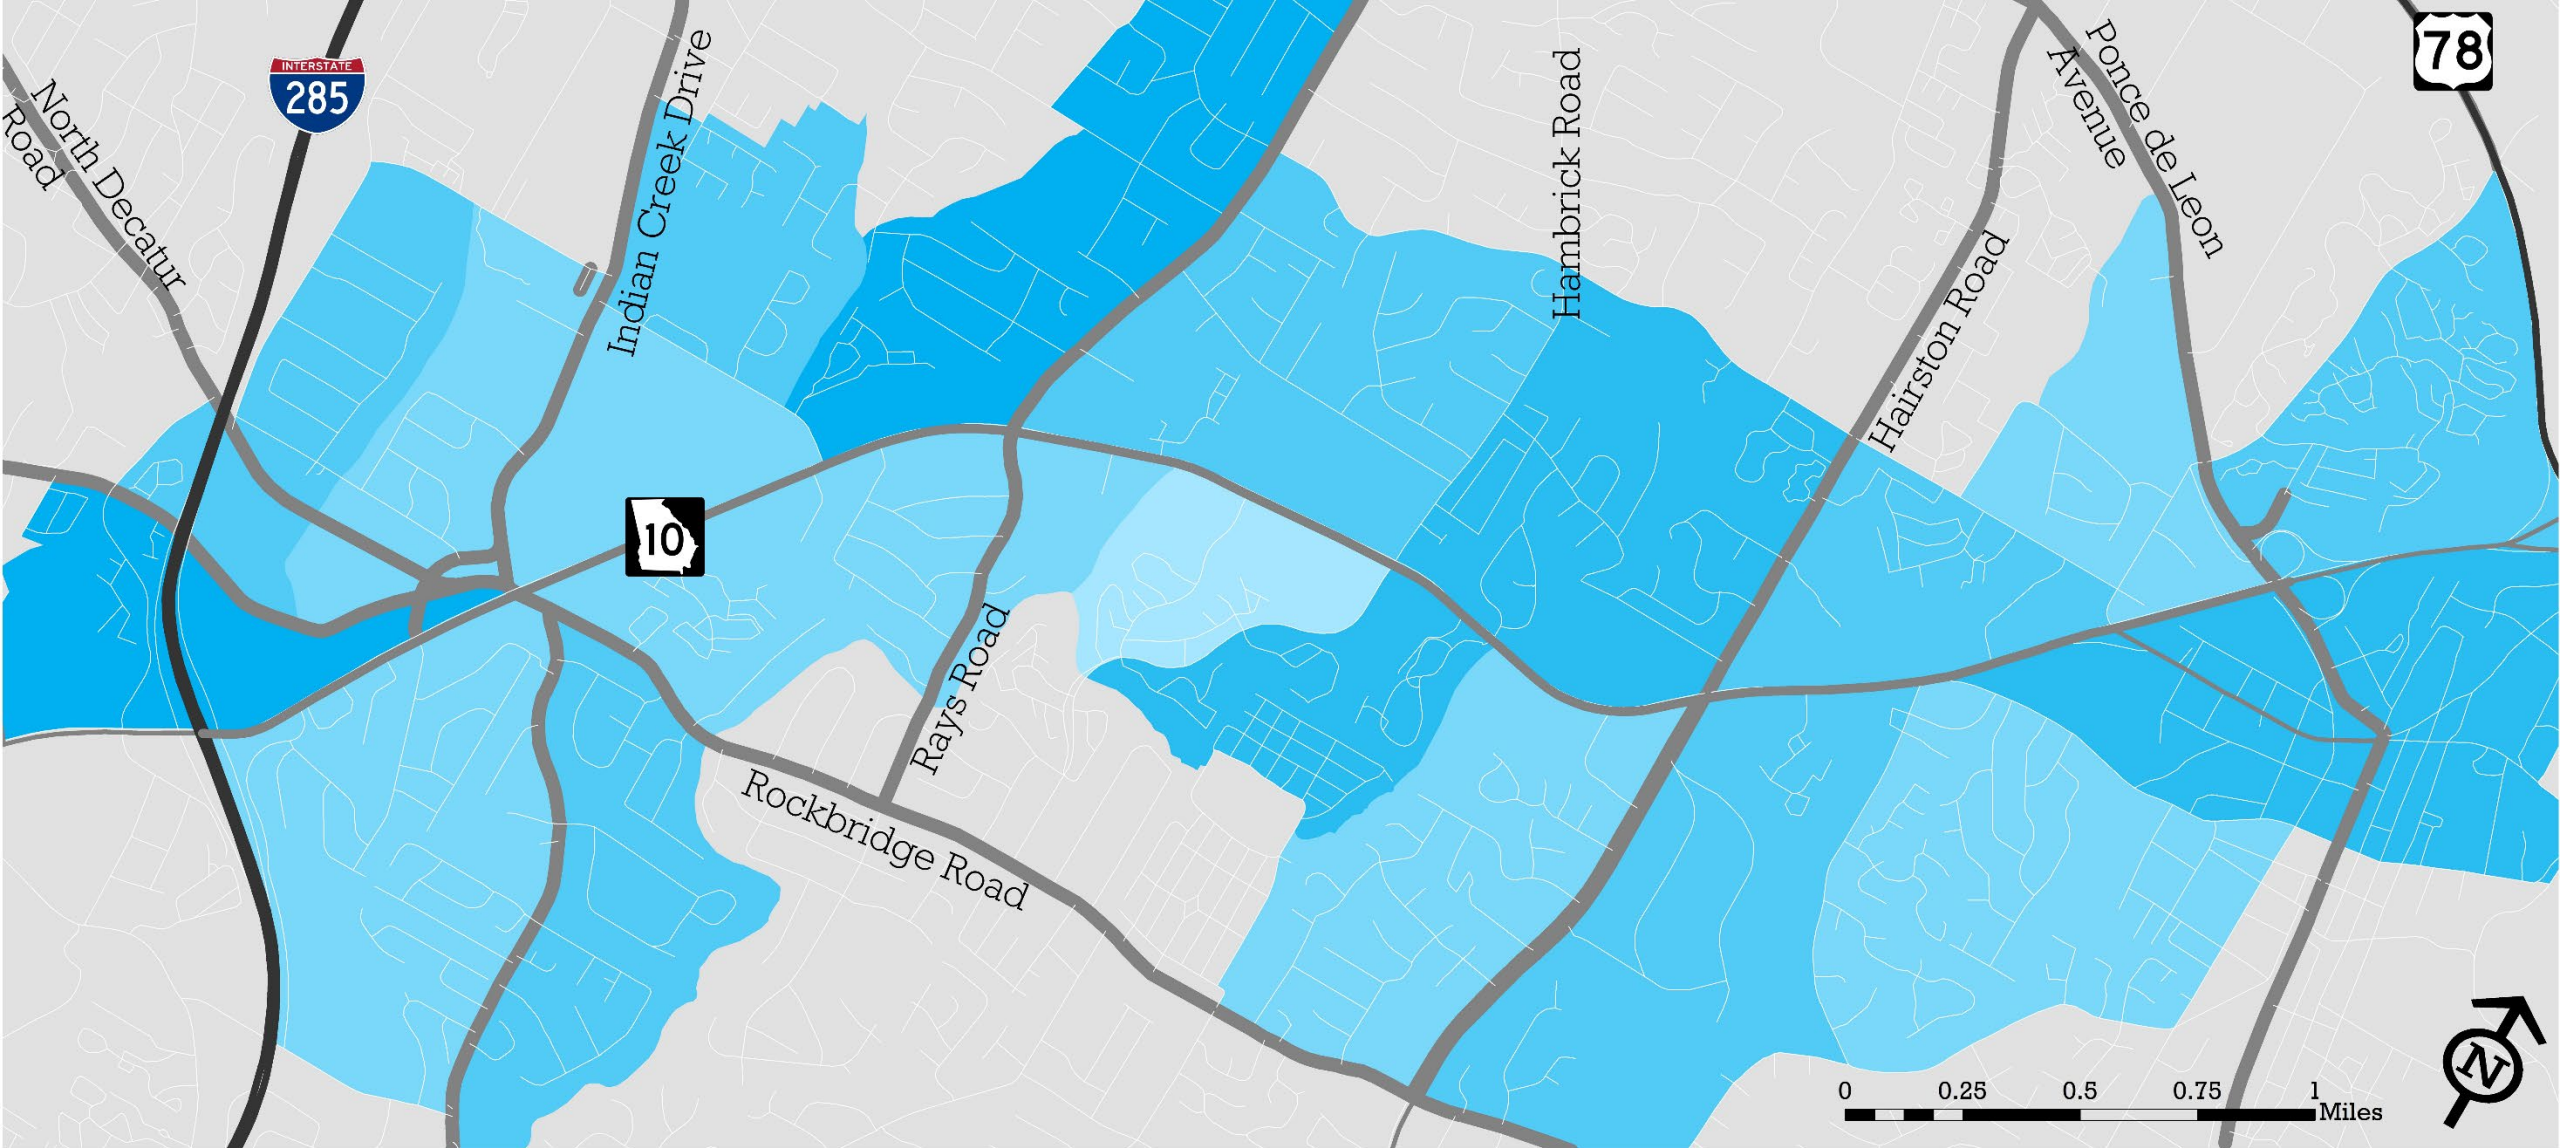 INTERSTATE
285
North Decatur
Road
Indian Creek Drive
Hambrick Road
Ponce de Leon
Avenue
78
Hairston Road
10
Rays Road
Rockbridge Road
N
0 0.25 0.5 0.75 1
Miles